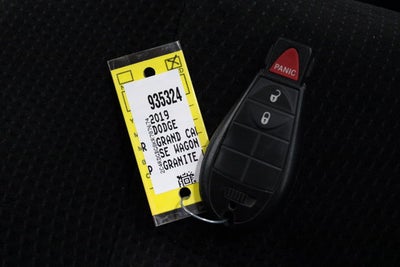 935324
2019
DODGE
GRAND CA
SE WAGON
GRANITE
PANIC